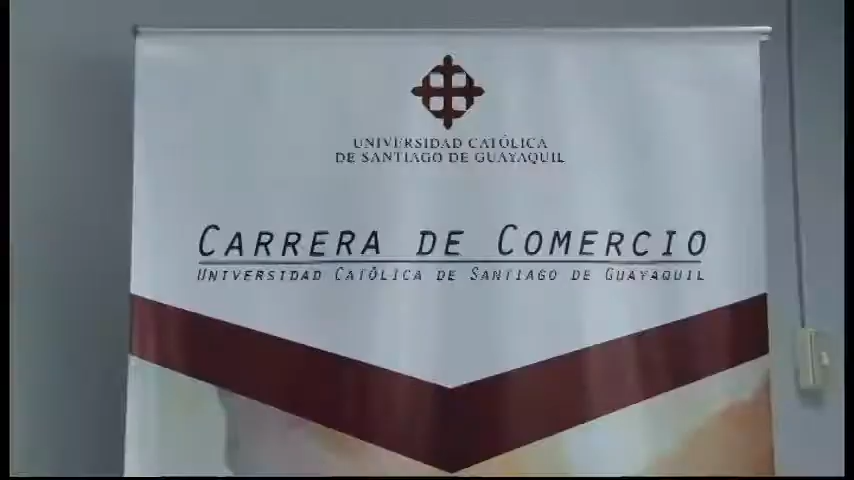 UNIVERSIDAD CATÓLICA
DE SANTIAGO DE GUAYAQUIL
CARRERA DE COMERCIO
UNIVERSIDAD CATÓLICA DE SANTIAGO DE GUAYAQUIL